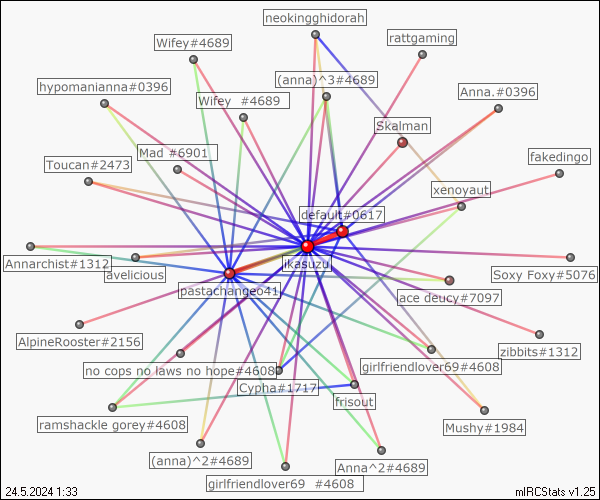 neokingghidorah
rattgaming
Wifey#4689
(anna)^3#4689
hypomanianna#0396
Anna.#0396
Wifey #4689
Skalman
Mad #6901
Toucan#2473
fakedingo
xenoyaut
default#0617
Annarchist#1312
avelicious
ikasuzu
Soxy Foxy#5076
pastachange041
ace deucy#7097
AlpineRooster#2156
zibbits#1312
no cops no laws no hope#4608
girlfriendlover69#4608
Cypha#1717
frisout
ramshackle gorey#4608
Mushy#1984
(anna)^2#4689
Anna^2#4689
girlfriendlover69 #4608
24.5.2024 1:33
mIRCStats v1.25